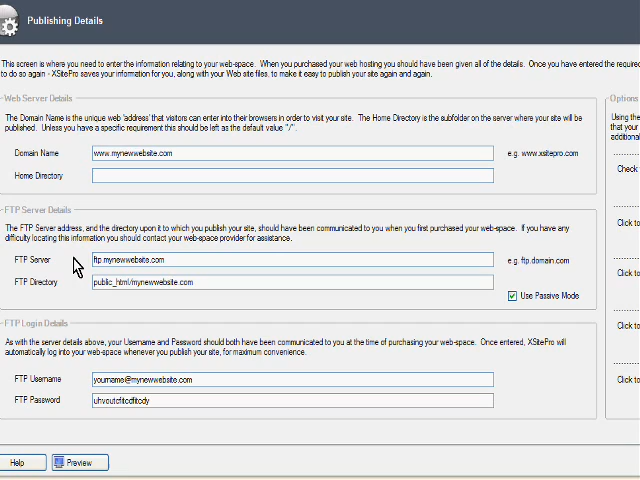 Publishing Details
This screen is where you need to enter the information relating to your web-space. When you purchased your web hosting you should have been given all of the details. Once you have entered the require
to do so again - XSitePro saves your information for you, along with your Web site files, to make it easy to publish your site again and again.
Web Server Details
Options
The Domain Name is the unique web 'address' that visitors can enter into their browsers in order to visit your site. The Home Directory is the subfolder on the server where your site will be
published. Unless you have a specific requirement this should be left as the default value "/".
Using the
that your
additional
Domain Name www.mynewwebsite.com e.g. www.xsitepro.com
Check
Home Directory
FTP Server Details
The FTP Server address, and the directory upon it to which you publish your site, should have been communicated to you when you first purchased your web-space. If you have any
difficulty locating this information you should contact your web-space provider for assistance.
Click to
FTP Server ftp.mynewwebsite.com e.g. ftp.domain.com
Click to
FTP Directory public_html/mynewwebsite.com
Use Passive Mode
FTP Login Details
Click to
As with the server details above, your Username and Password should both have been communicated to you at the time of purchasing your web-space. Once entered, XSitePro will
automatically log into your web-space whenever you publish your site, for maximum convenience.
FTP Username yourname@mynewwebsite.com
Click to
FTP Password
Help Preview